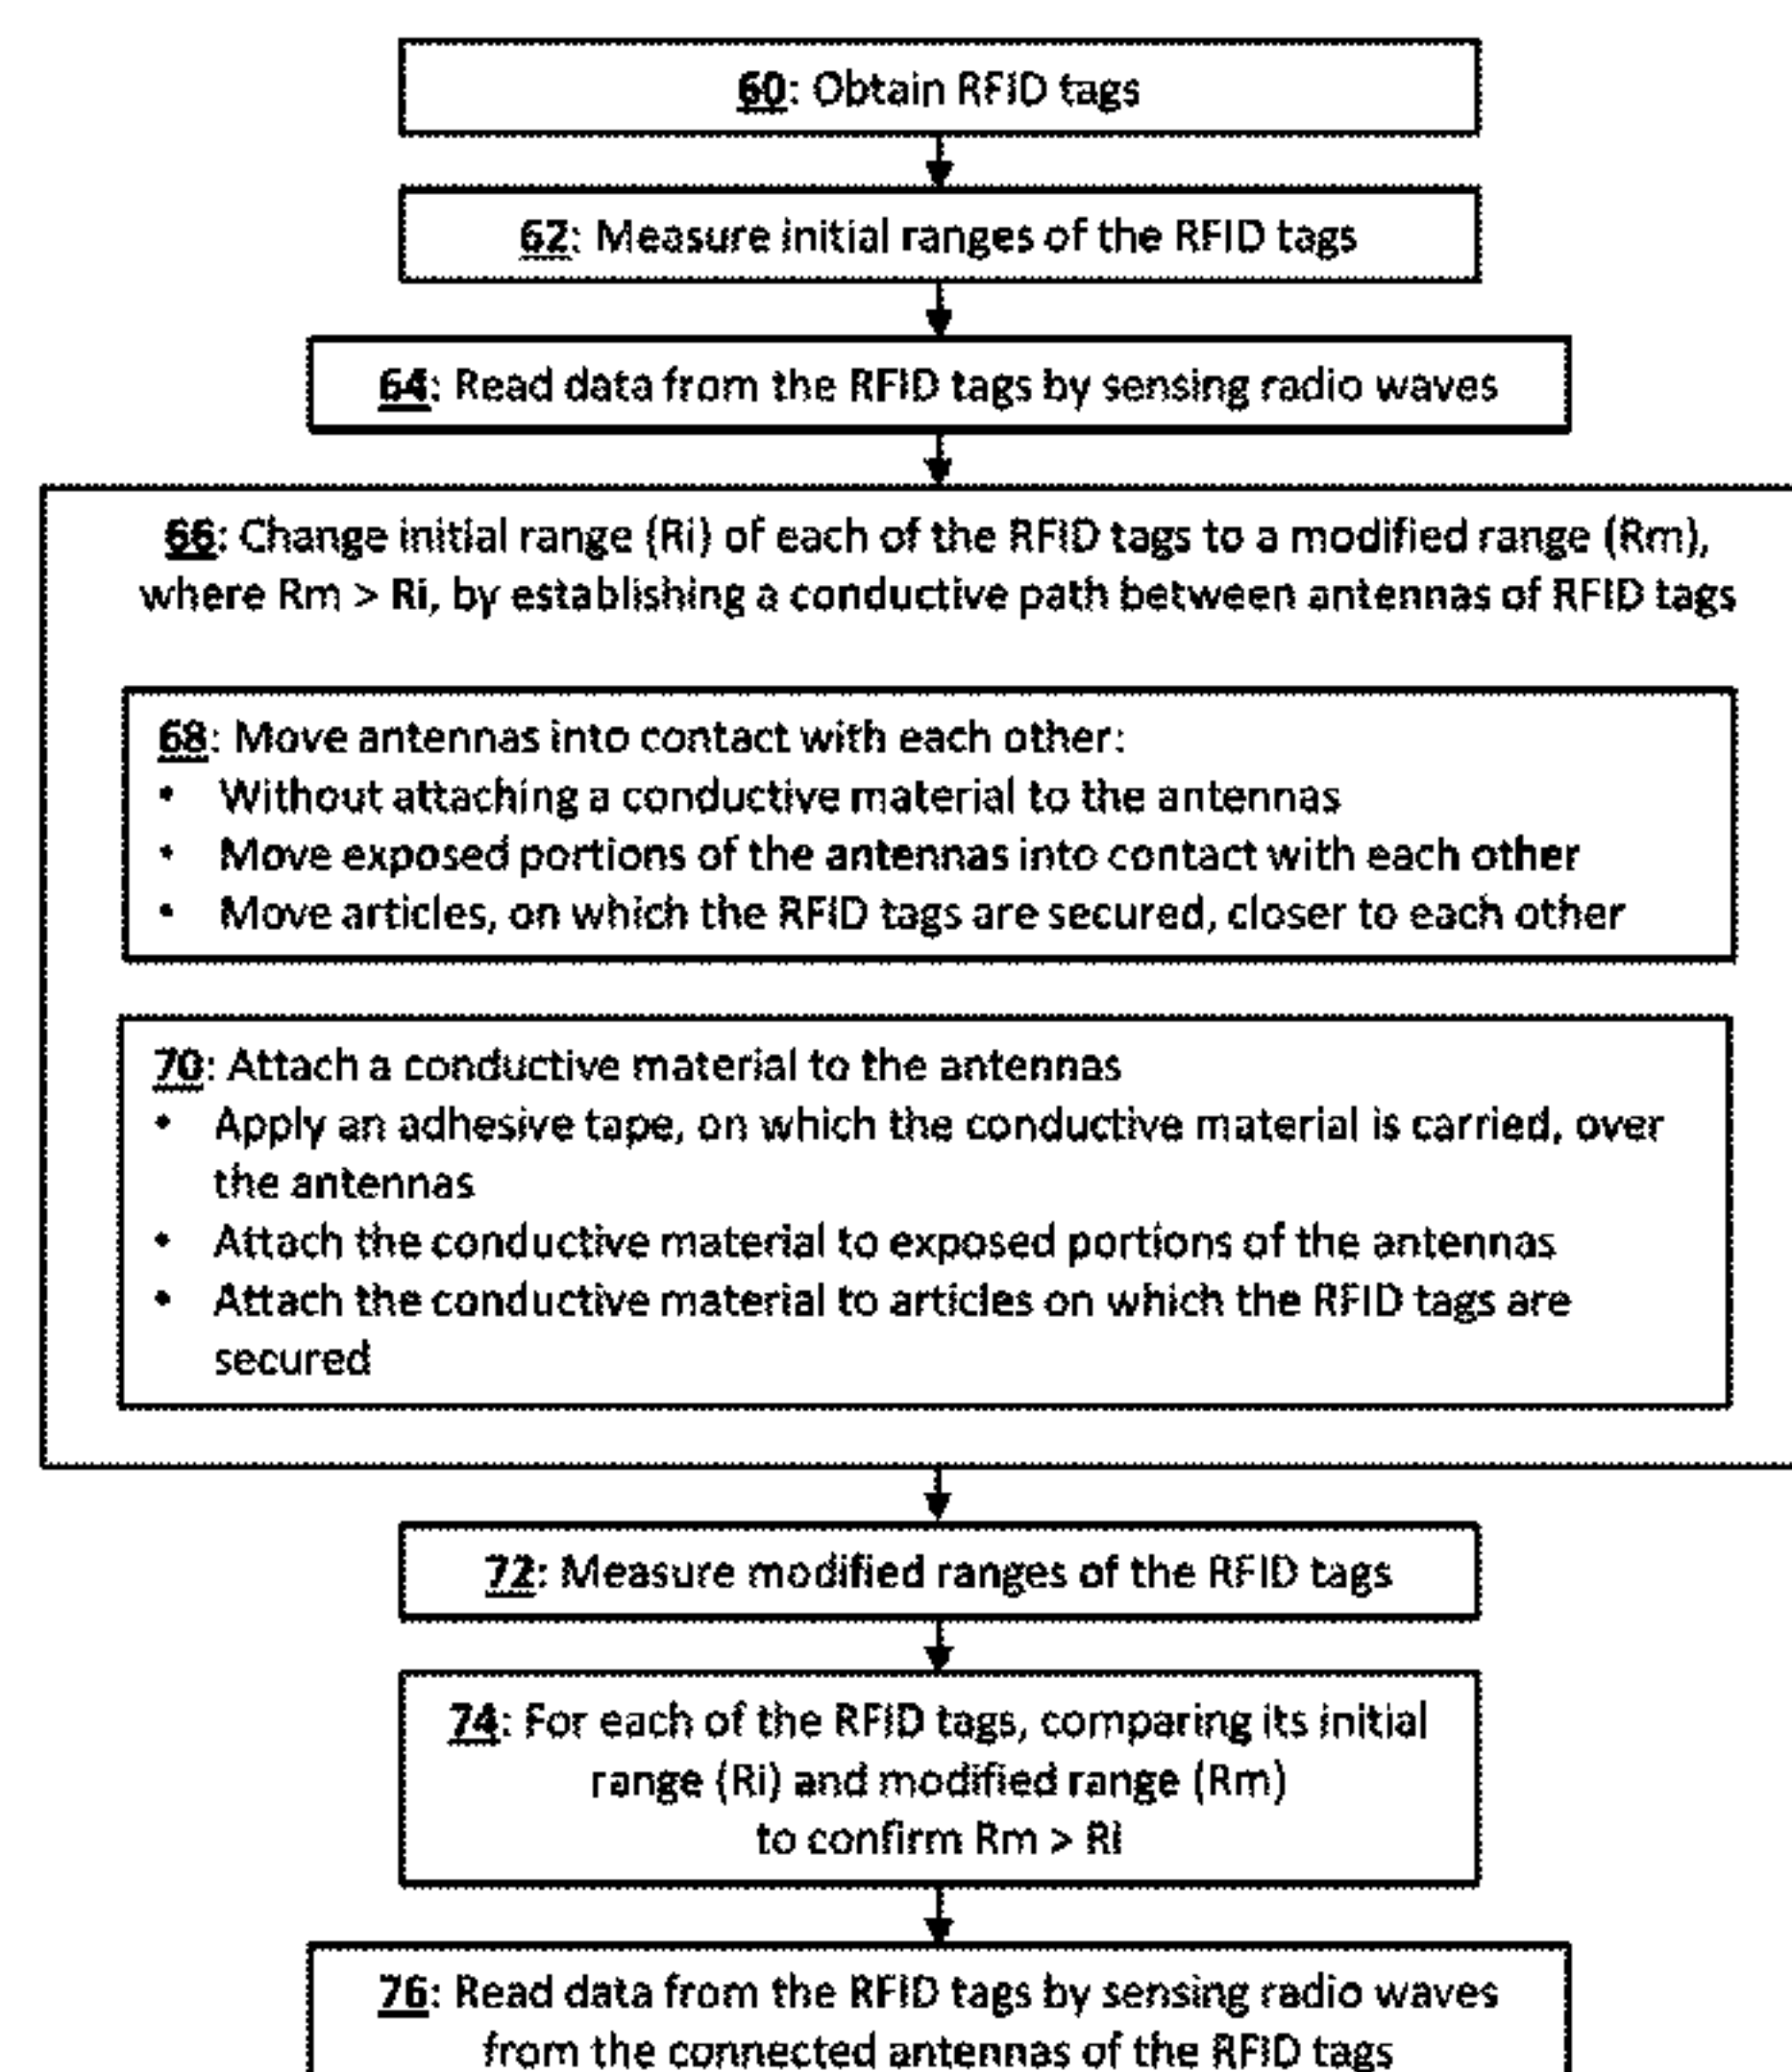 60: Obtain RFID tags
62: Measure initial ranges of the RFID tags
64: Read data from the RFID tags by sensing radio waves
66: Change initial range (Ri) of each of the RFID tags to a modified range (Rm),
where Rm > Ri, by establishing a conductive path between antennas of RFID tags
68: Move antennas into contact with each other:
• Without attaching a conductive material to the antennas
• Move exposed portions of the antennas into contact with each other
• Move articles, on which the RFID tags are secured, closer to each other
70: Attach a conductive material to the antennas
• Apply an adhesive tape, on which the conductive material is carried, over
the antennas
• Attach the conductive material to exposed portions of the antennas
• Attach the conductive material to articles on which the RFID tags are
secured
72: Measure modified ranges of the RFID tags
74: For each of the RFID tags, comparing its initial
range (Ri) and modified range (Rm)
to confirm Rm > Ri
76: Read data from the RFID tags by sensing radio waves
from the connected antennas of the RFID tags